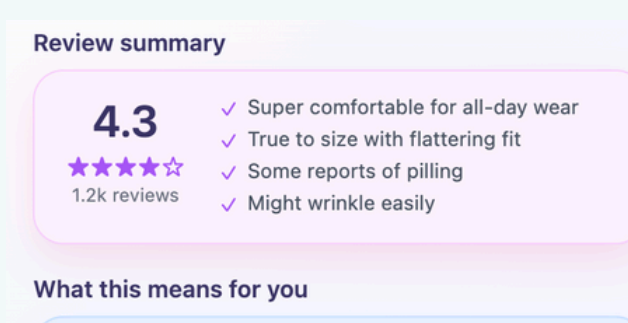 Review summary
4.3
1.2k reviews
Super comfortable for all-day wear
True to size with flattering fit
Some reports of pilling
Might wrinkle easily
What this means for you